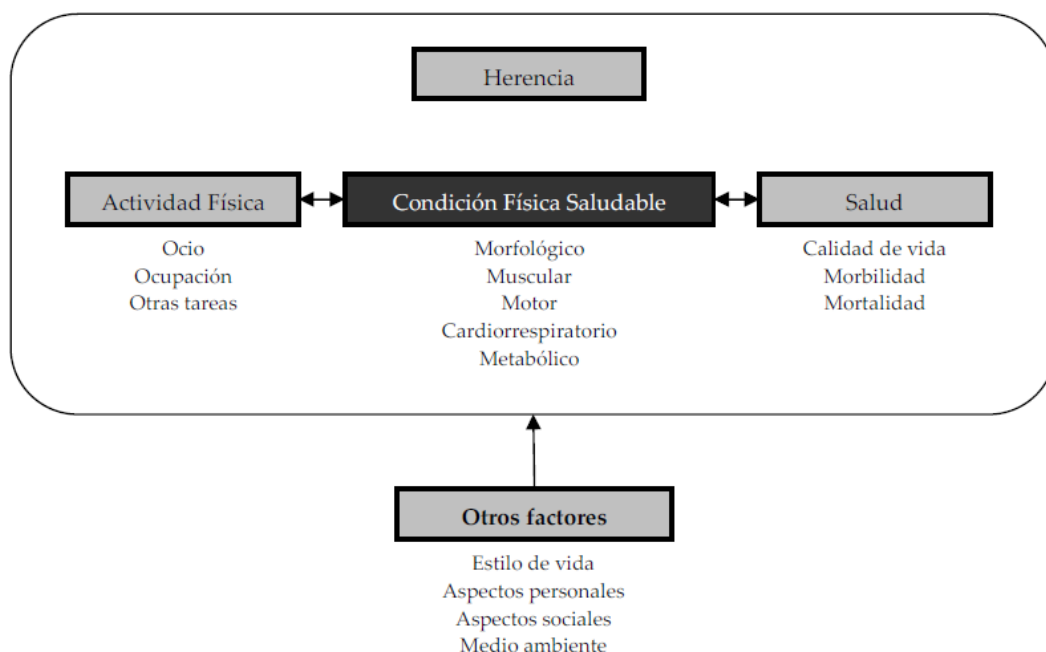 Herencia
Actividad Física
Condición Física Saludable
Salud
Ocio
Ocupación
Otras tareas
Morfológico
Muscular
Motor
Cardiorrespiratorio
Metabólico
Calidad de vida
Morbilidad
Mortalidad
Otros factores
Estilo de vida
Aspectos personales
Aspectos sociales
Medio ambiente